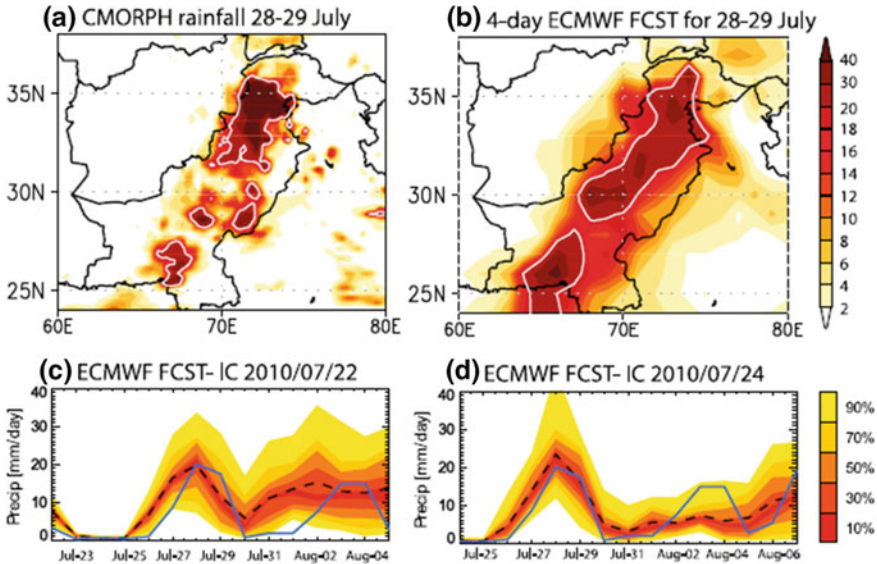 (a) CMORPH rainfall 28-29 July
(b) 4-day ECMWF FCST for 28-29 July
35N
30N
25N
60E 70E 80E
35N
30N
25N
60E 70E 80E
40
30
20
18
16
14
12
10
8
6
4
2
(c) ECMWF FCST- IC 2010/07/22
Precip [mm/day]
40
30
20
10
0
Jul-23 Jul-25 Jul-27 Jul-29 Jul-31 Aug-02 Aug-04
(d) ECMWF FCST- IC 2010/07/24
Precip [mm/day]
40
30
20
10
0
Jul-25 Jul-27 Jul-29 Jul-31 Aug-02 Aug-04 Aug-06
90%
70%
50%
30%
10%